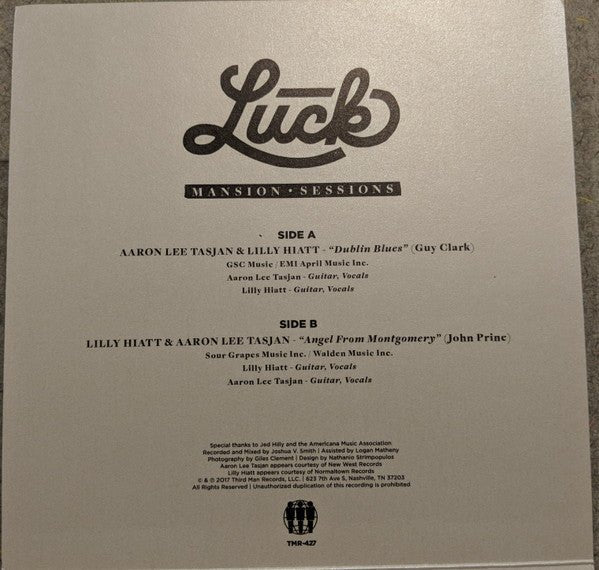 Luck
MANSION • SESSIONS
SIDE A
AARON LEE TASJAN & LILLY HIATT - “Dublin Blues” (Guy Clark)
GSC Music / EMI April Music Inc.
Aaron Lee Tasjan - Guitar, Vocals
Lilly Hiatt - Guitar, Vocals
SIDE B
LILLY HIATT & AARON LEE TASJAN - “Angel From Montgomery” (John Prine)
Sour Grapes Music Inc. / Walden Music Inc.
Lilly Hiatt - Guitar, Vocals
Aaron Lee Tasjan - Guitar, Vocals
Special thanks to Jed Hilly and the Americana Music Association
Recorded and Mixed by Joshua V. Smith | Assisted by Logan Matheny
Photography by Giles Clement | Design by Nathanio Strimpopulos
Aaron Lee Tasjan appears courtesy of New West Records
Lilly Hiatt appears courtesy of Normaltown Records
© & ℗ 2017 Third Man Records, LLC. | 623 7th Ave S, Nashville, TN 37203
All Rights Reserved | Unauthorized duplication of this recording is prohibited
TMR-427